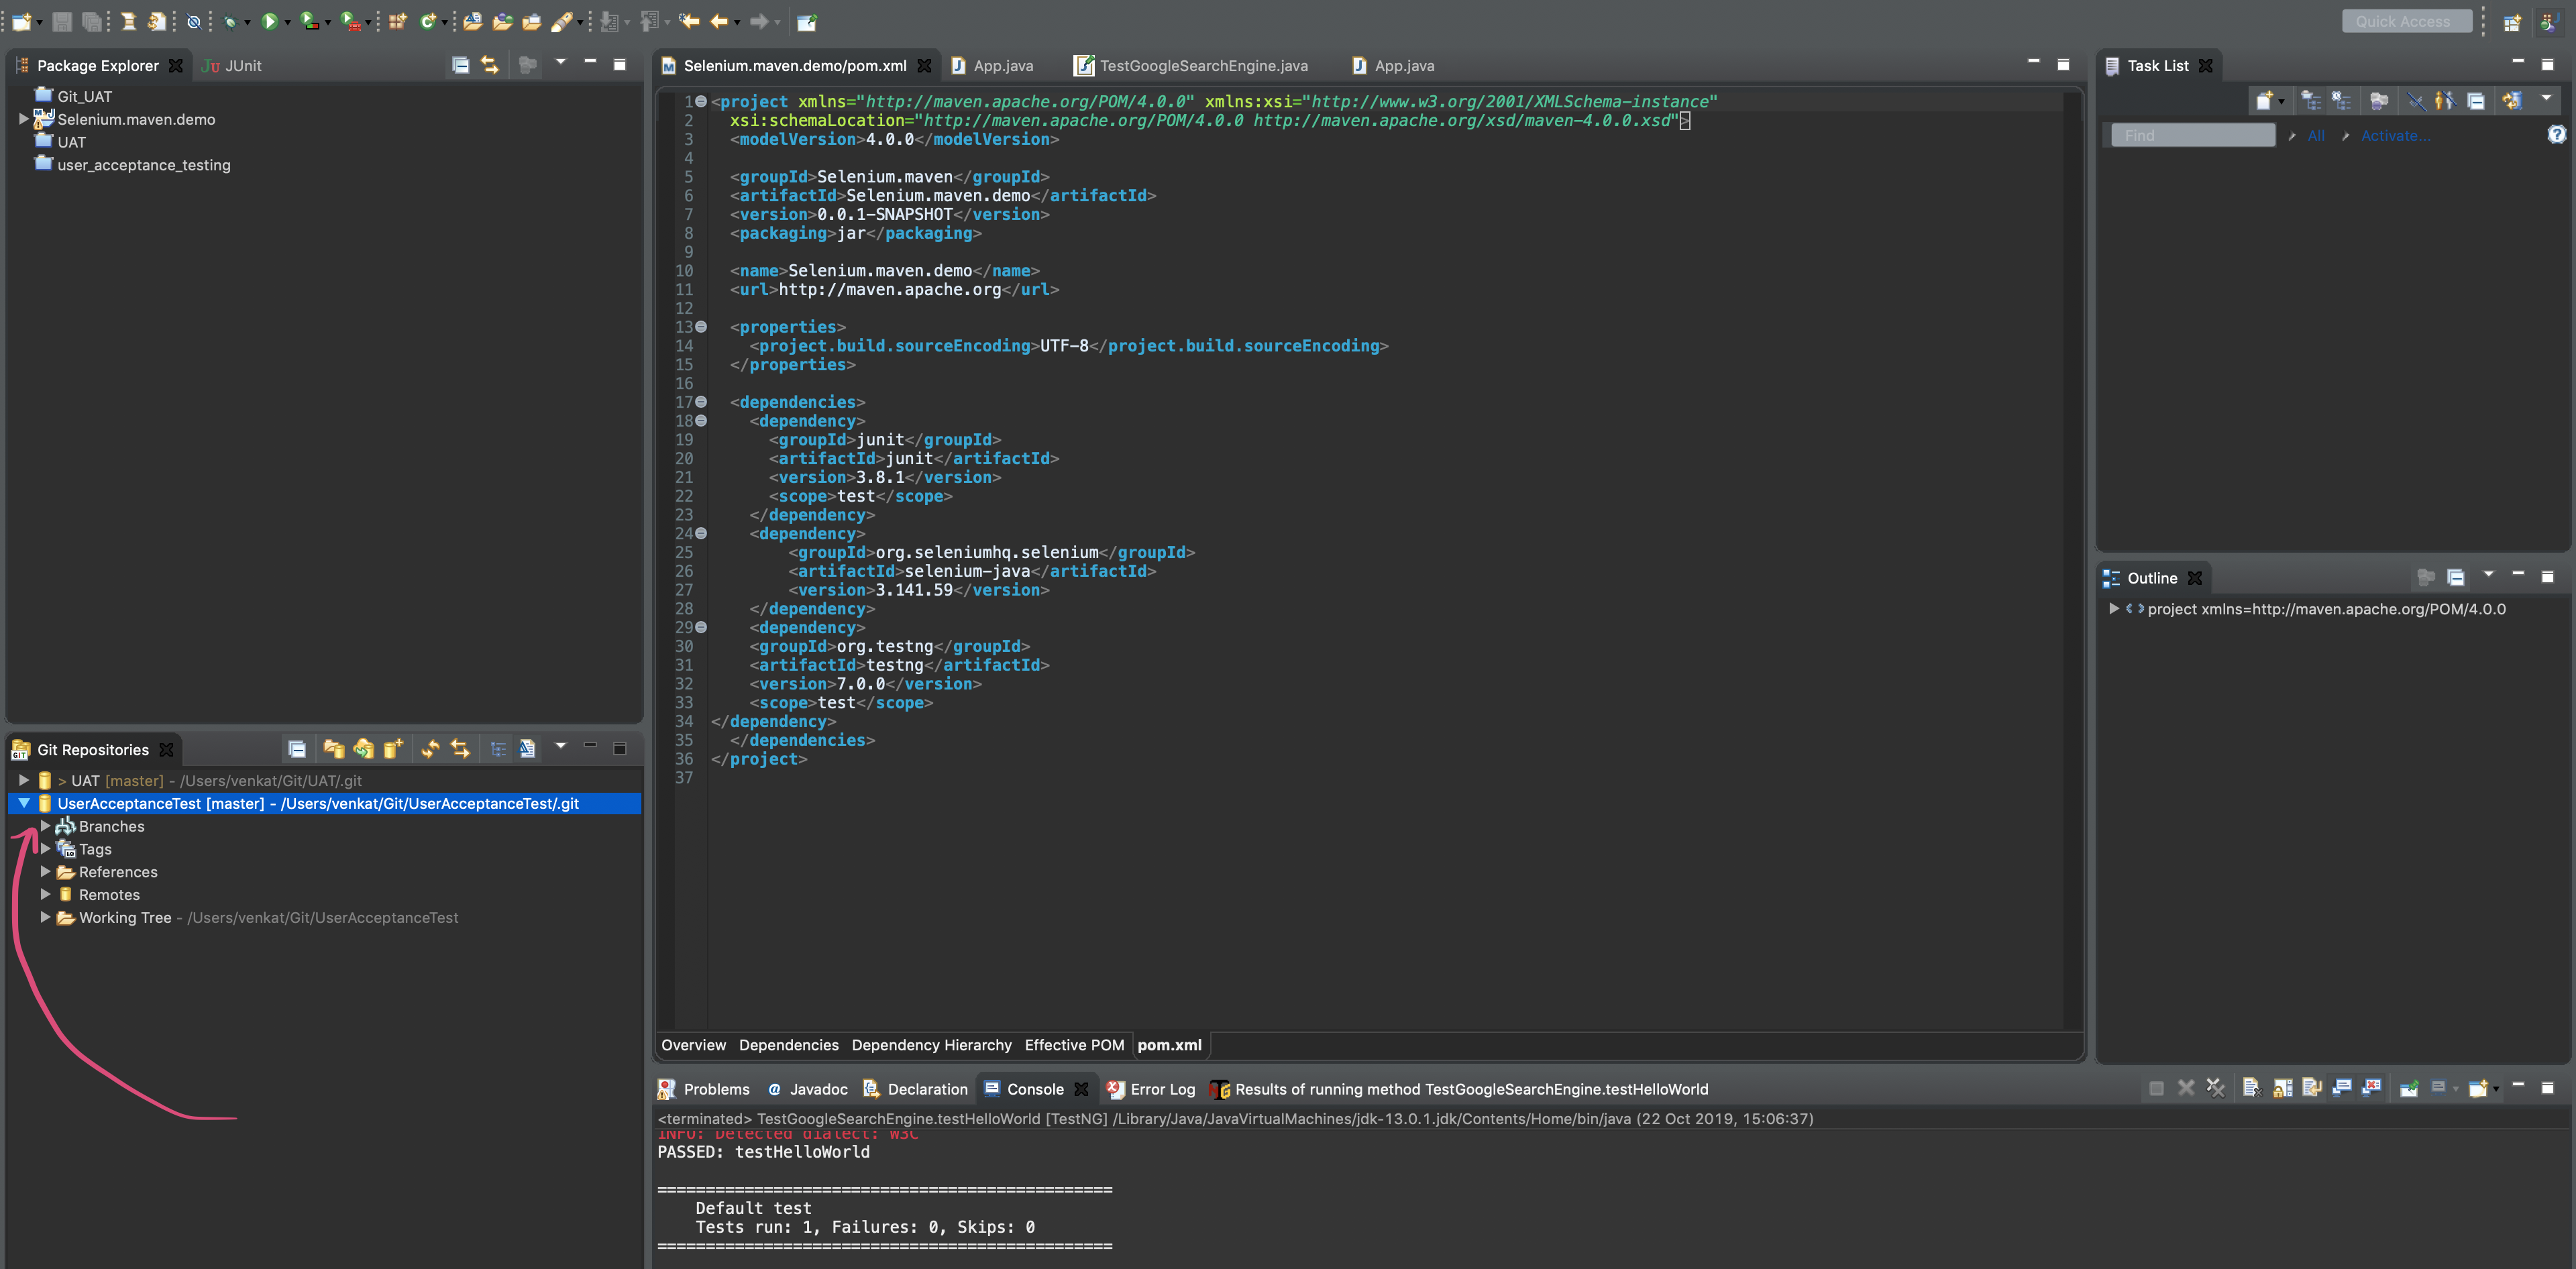 Quick Access
Package Explorer
JUnit
Git_UAT
Selenium.maven.demo
UAT
user_acceptance_testing
Git Repositories
> UAT [master] - /Users/venkat/Git/UAT/.git
UserAcceptanceTest [master] - /Users/venkat/Git/UserAcceptanceTest/.git
Branches
Tags
References
Remotes
Working Tree - /Users/venkat/Git/UserAcceptanceTest
Selenium.maven.demo/pom.xml
App.java
TestGoogleSearchEngine.java
App.java
1 <project xmlns="http://maven.apache.org/POM/4.0.0" xmlns:xsi="http://www.w3.org/2001/XMLSchema-instance"
2 xsi:schemaLocation="http://maven.apache.org/POM/4.0.0 http://maven.apache.org/xsd/maven-4.0.0.xsd">
3 <modelVersion>4.0.0</modelVersion>
4
5 <groupId>Selenium.maven</groupId>
6 <artifactId>Selenium.maven.demo</artifactId>
7 <version>0.0.1-SNAPSHOT</version>
8 <packaging>jar</packaging>
9
10 <name>Selenium.maven.demo</name>
11 <url>http://maven.apache.org</url>
12
13 <properties>
14 <project.build.sourceEncoding>UTF-8</project.build.sourceEncoding>
15 </properties>
16
17 <dependencies>
18 <dependency>
19 <groupId>junit</groupId>
20 <artifactId>junit</artifactId>
21 <version>3.8.1</version>
22 <scope>test</scope>
23 </dependency>
24 <dependency>
25 <groupId>org.seleniumhq.selenium</groupId>
26 <artifactId>selenium-java</artifactId>
27 <version>3.141.59</version>
28 </dependency>
29 <dependency>
30 <groupId>org.testng</groupId>
31 <artifactId>testng</artifactId>
32 <version>7.0.0</version>
33 <scope>test</scope>
34 </dependency>
35 </dependencies>
36 </project>
37
Overview Dependencies Dependency Hierarchy Effective POM pom.xml
Task List
Find All Activate...
Outline
project xmlns=http://maven.apache.org/POM/4.0.0
Problems @ Javadoc Declaration Console Error Log Results of running method TestGoogleSearchEngine.testHelloWorld
<terminated> TestGoogleSearchEngine.testHelloWorld [TestNG] /Library/Java/JavaVirtualMachines/jdk-13.0.1.jdk/Contents/Home/bin/java (22 Oct 2019, 15:06:37)
INFO: Detected dialect: W3C
PASSED: testHelloWorld
===============================================
Default test
Tests run: 1, Failures: 0, Skips: 0
===============================================